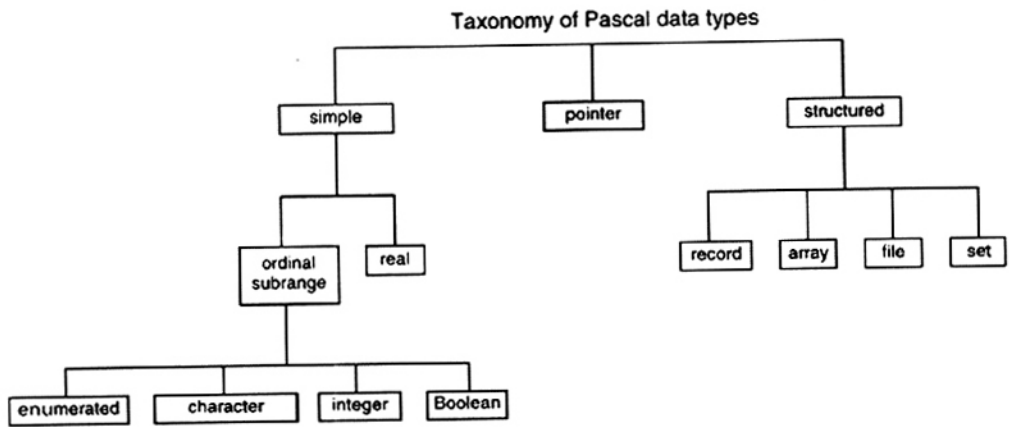 Taxonomy of Pascal data types
simple
pointer
structured
ordinal
subrange
real
record
array
file
set
enumerated
character
integer
Boolean